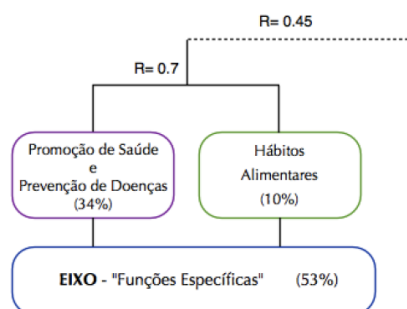 R= 0.45
R= 0.7
Promoção de Saúde
e
Prevenção de Doenças
(34%)
Hábitos
Alimentares
(10%)
EIXO - "Funções Específicas" (53%)